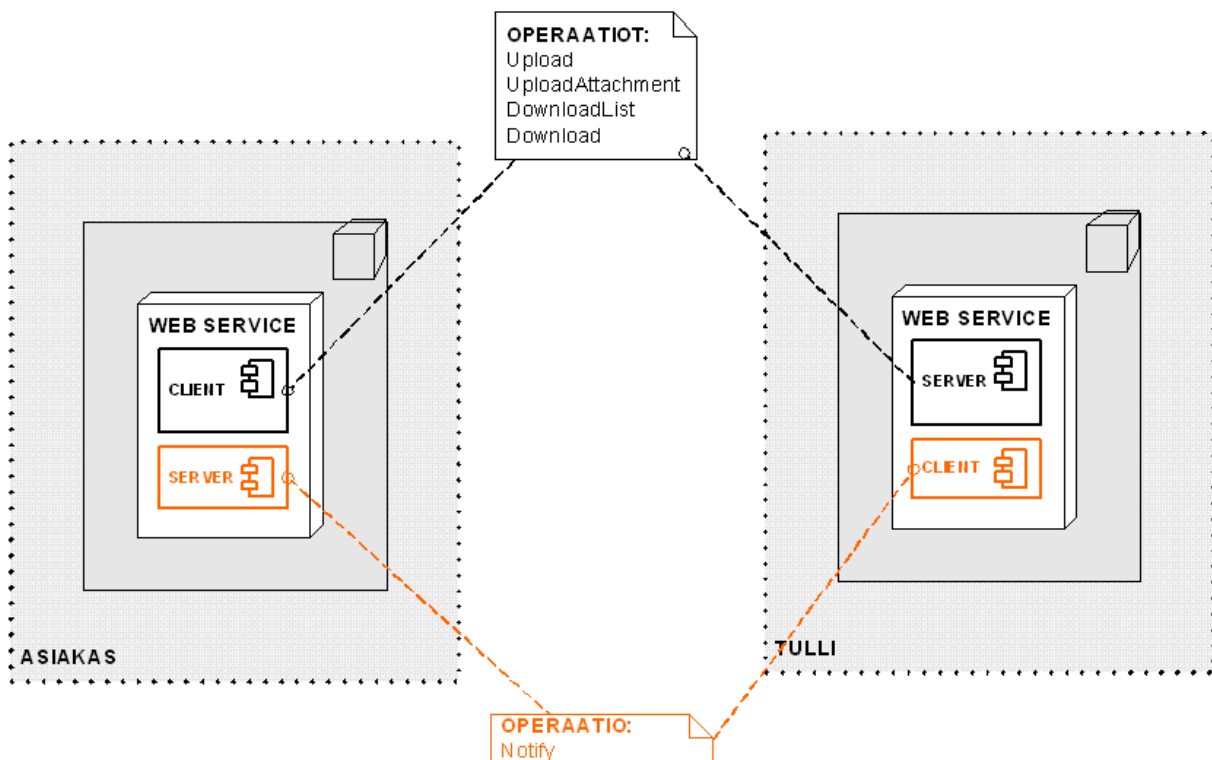 OPERAATIOT:
Upload
UploadAttachment
DownloadList
Download
WEB SERVICE
CLIENT
SERVER
ASIAKAS
WEB SERVICE
SERVER
CLIENT
TULLI
OPERAATIO:
Notify